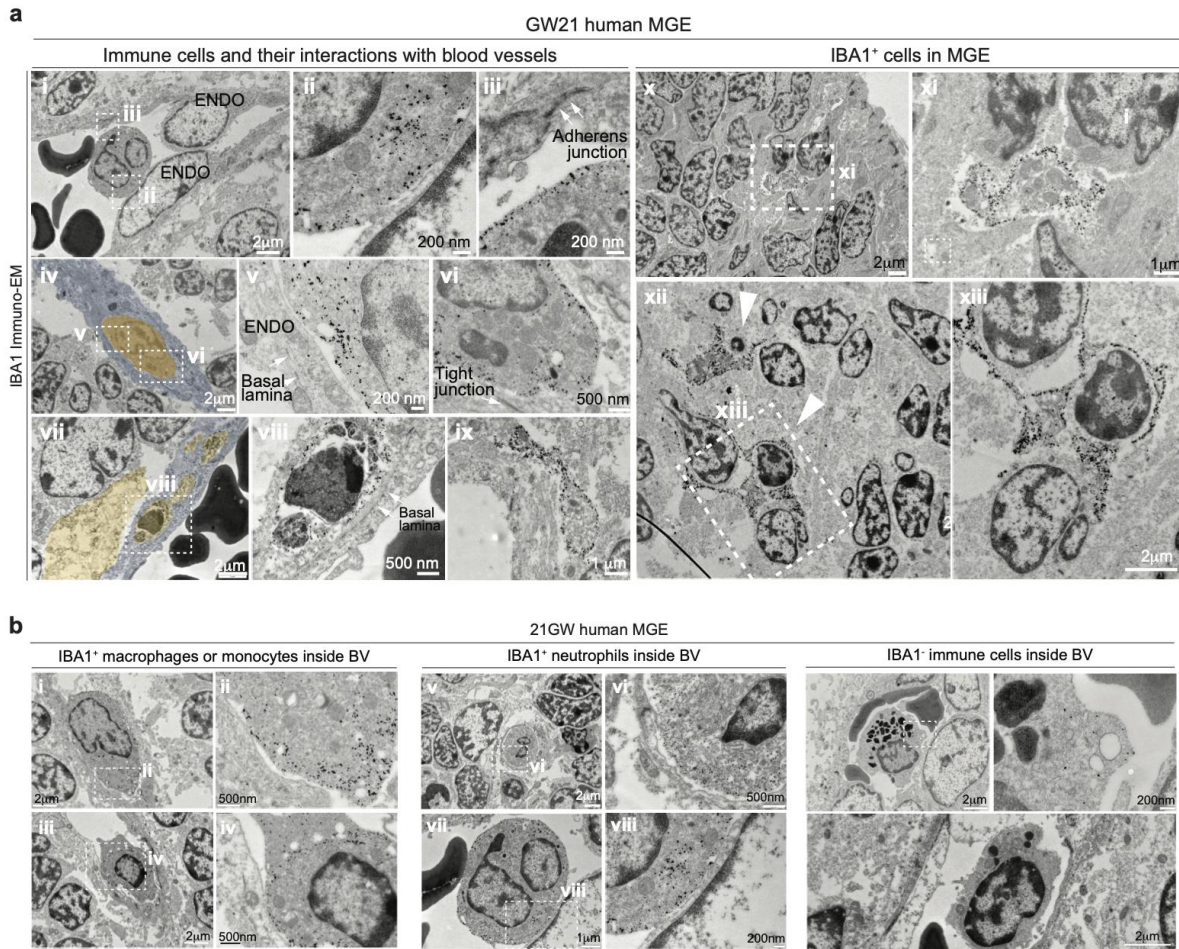 a
GW21 human MGE
Immune cells and their interactions with blood vessels
IBA1⁺ cells in MGE
IBA1 Immuno-EM
i
iii
ENDO
ENDO
ii
2μm
ii
200 nm
iii
Adherens
junction
200 nm
x
xi
2μm
xi
i
1μm
iv
v
vi
2μm
v
ENDO
Basal
lamina
200 nm
vi
Tight
junction
500 nm
vii
viii
2μm
viii
Basal
lamina
500 nm
ix
1 μm
xii
xiii
2
xiii
2μm
b
21GW human MGE
IBA1⁺ macrophages or monocytes inside BV
IBA1⁺ neutrophils inside BV
IBA1⁻ immune cells inside BV
i
ii
2μm
ii
500nm
v
vi
2μm
vi
500nm
2μm
200nm
iii
iv
2μm
iv
500nm
vii
viii
1μm
viii
200nm
2μm